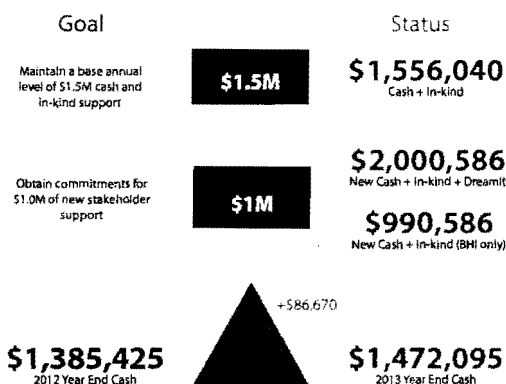 Goal
Status
Maintain a base annual
level of $1.5M cash and
in-kind support
$1.5M
$1,556,040
Cash + In-kind
Obtain commitments for
$1.0M of new stakeholder
support
$1M
$2,000,586
New Cash + In-kind + Dreamit
$990,586
New Cash + In-kind (BHI only)
+$86,670
$1,385,425
2012 Year End Cash
$1,472,095
2013 Year End Cash